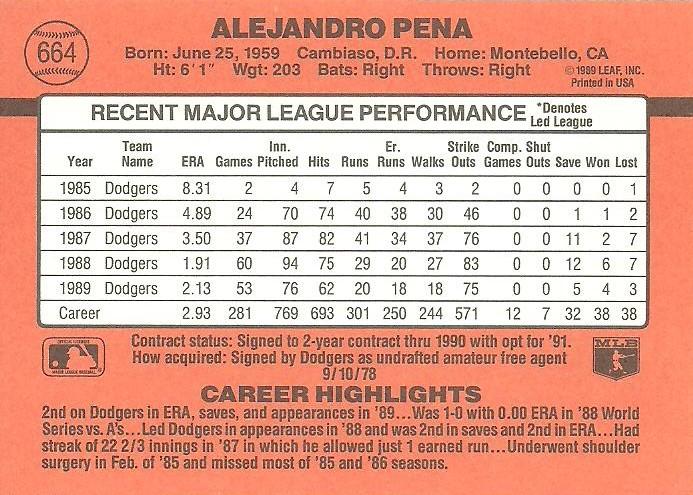 664
ALEJANDRO PENA
Born: June 25, 1959 Cambiaso, D.R. Home: Montebello, CA
Ht: 6'1" Wgt: 203 Bats: Right Throws: Right
©1989 LEAF, INC.
Printed in USA
RECENT MAJOR LEAGUE PERFORMANCE *Denotes Led League
Year Team Name ERA Games Inn. Pitched Hits Runs Er. Runs Walks Strike Outs Comp. Games Shut Outs Save Won Lost
1985 Dodgers 8.31 2 4 7 5 4 3 2 0 0 0 0 1
1986 Dodgers 4.89 24 70 74 40 38 30 46 0 0 1 1 2
1987 Dodgers 3.50 37 87 82 41 34 37 76 0 0 11 2 7
1988 Dodgers 1.91 60 94 75 29 20 27 83 0 0 12 6 7
1989 Dodgers 2.13 53 76 62 20 18 18 75 0 0 5 4 3
Career 2.93 281 769 693 301 250 244 571 12 7 32 38 38
Contract status: Signed to 2-year contract thru 1990 with opt for '91.
How acquired: Signed by Dodgers as undrafted amateur free agent
9/10/78
MLB
CAREER HIGHLIGHTS
2nd on Dodgers in ERA, saves, and appearances in '89...Was 1-0 with 0.00 ERA in '88 World
Series vs. A's...Led Dodgers in appearances in '88 and was 2nd in saves and 2nd in ERA...Had
streak of 22 2/3 innings in '87 in which he allowed just 1 earned run...Underwent shoulder
surgery in Feb. of '85 and missed most of '85 and '86 seasons.